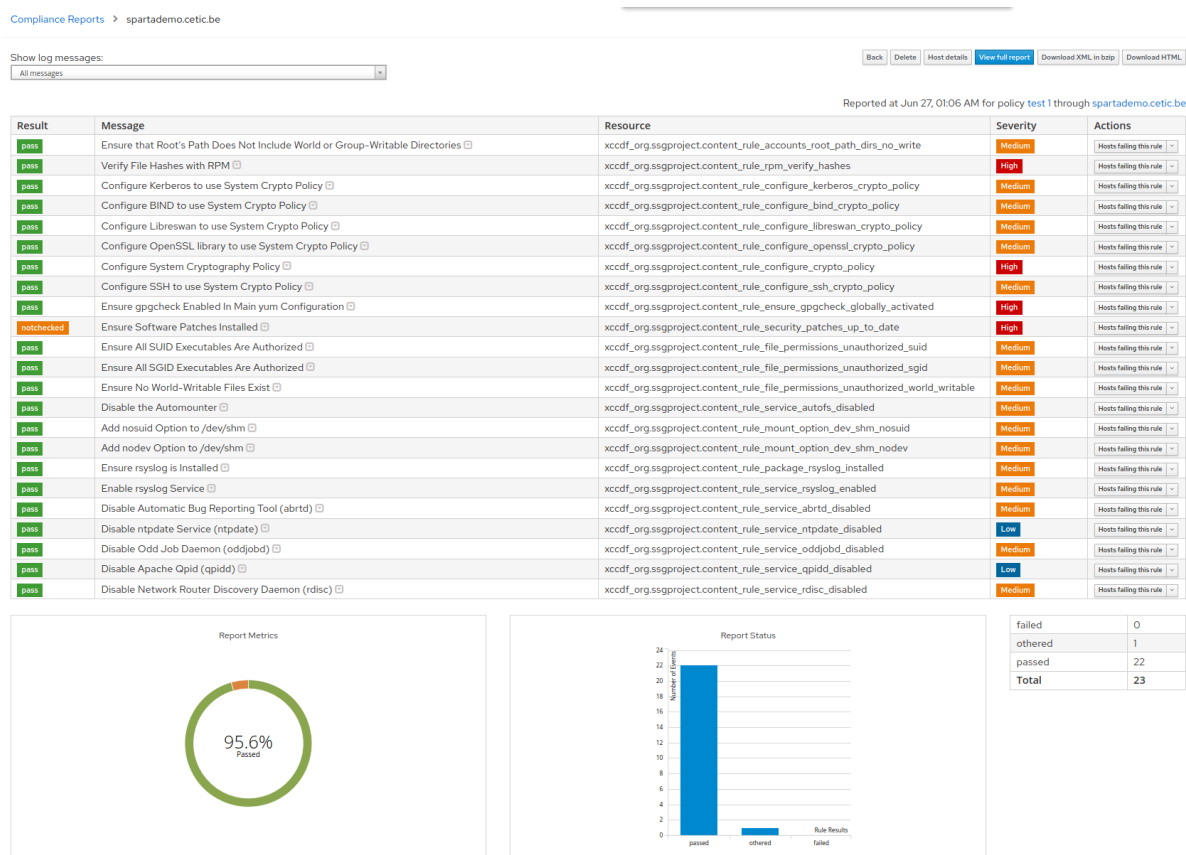 Compliance Reports > spartademo.cetic.be
Show log messages:
All messages
Back Delete Host details View full report Download XML in bzip Download HTML
Reported at Jun 27, 01:06 AM for policy test 1 through spartademo.cetic.be
Result Message Resource Severity Actions
pass Ensure that Root's Path Does Not Include World or Group-Writable Directories xccdf_org.ssgproject.content_rule_accounts_root_path_dirs_no_write Medium Hosts failing this rule
pass Verify File Hashes with RPM xccdf_org.ssgproject.content_rule_rpm_verify_hashes High Hosts failing this rule
pass Configure Kerberos to use System Crypto Policy xccdf_org.ssgproject.content_rule_configure_kerberos_crypto_policy Medium Hosts failing this rule
pass Configure BIND to use System Crypto Policy xccdf_org.ssgproject.content_rule_configure_bind_crypto_policy Medium Hosts failing this rule
pass Configure Libreswan to use System Crypto Policy xccdf_org.ssgproject.content_rule_configure_libreswan_crypto_policy Medium Hosts failing this rule
pass Configure OpenSSL library to use System Crypto Policy xccdf_org.ssgproject.content_rule_configure_openssl_crypto_policy Medium Hosts failing this rule
pass Configure System Cryptography Policy xccdf_org.ssgproject.content_rule_configure_crypto_policy High Hosts failing this rule
pass Configure SSH to use System Crypto Policy xccdf_org.ssgproject.content_rule_configure_ssh_crypto_policy Medium Hosts failing this rule
pass Ensure gpgcheck Enabled In Main yum Configuration xccdf_org.ssgproject.content_rule_ensure_gpgcheck_globally_activated High Hosts failing this rule
notchecked Ensure Software Patches Installed xccdf_org.ssgproject.content_rule_security_patches_up_to_date High Hosts failing this rule
pass Ensure All SUID Executables Are Authorized xccdf_org.ssgproject.content_rule_file_permissions_unauthorized_suid Medium Hosts failing this rule
pass Ensure All SGID Executables Are Authorized xccdf_org.ssgproject.content_rule_file_permissions_unauthorized_sgid Medium Hosts failing this rule
pass Ensure No World-Writable Files Exist xccdf_org.ssgproject.content_rule_file_permissions_unauthorized_world_writable Medium Hosts failing this rule
pass Disable the Automounter xccdf_org.ssgproject.content_rule_service_autofs_disabled Medium Hosts failing this rule
pass Add nosuid Option to /dev/shm xccdf_org.ssgproject.content_rule_mount_option_dev_shm_nosuid Medium Hosts failing this rule
pass Add nodev Option to /dev/shm xccdf_org.ssgproject.content_rule_mount_option_dev_shm_nodev Medium Hosts failing this rule
pass Ensure rsyslog is Installed xccdf_org.ssgproject.content_rule_package_rsyslog_installed Medium Hosts failing this rule
pass Enable rsyslog Service xccdf_org.ssgproject.content_rule_service_rsyslog_enabled Medium Hosts failing this rule
pass Disable Automatic Bug Reporting Tool (abrtd) xccdf_org.ssgproject.content_rule_service_abrtd_disabled Medium Hosts failing this rule
pass Disable ntpdate Service (ntpdate) xccdf_org.ssgproject.content_rule_service_ntpdate_disabled Low Hosts failing this rule
pass Disable Odd Job Daemon (oddjobd) xccdf_org.ssgproject.content_rule_service_oddjobd_disabled Medium Hosts failing this rule
pass Disable Apache Qpid (qpidd) xccdf_org.ssgproject.content_rule_service_qpidd_disabled Low Hosts failing this rule
pass Disable Network Router Discovery Daemon (rdisc) xccdf_org.ssgproject.content_rule_service_rdisc_disabled Medium Hosts failing this rule
Report Metrics
95.6%
Passed
Report Status
Number of Events
24
22
20
18
16
14
12
10
8
6
4
2
0
Rule Results
passed othered failed
failed 0
othered 1
passed 22
Total 23